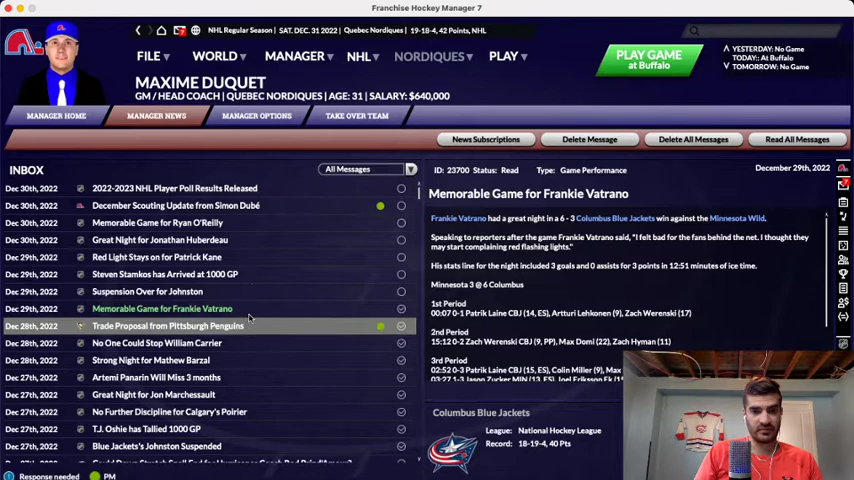 Franchise Hockey Manager 7
NHL Regular Season | SAT. DEC. 31 2022 | Quebec Nordiques | 19-18-4, 42 Points, NHL
FILE WORLD MANAGER NHL NORDIQUES PLAY
PLAY GAME
at Buffalo
YESTERDAY: No Game
TODAY:: At Buffalo
TOMORROW: No Game
MAXIME DUQUET
GM / HEAD COACH | QUEBEC NORDIQUES | AGE: 31 | SALARY: $640,000
MANAGER HOME MANAGER NEWS MANAGER OPTIONS TAKE OVER TEAM
News Subscriptions Delete Message Delete All Messages Read All Messages
INBOX All Messages
Dec 30th, 2022 2022-2023 NHL Player Poll Results Released
Dec 30th, 2022 December Scouting Update from Simon Dubé
Dec 30th, 2022 Memorable Game for Ryan O'Reilly
Dec 30th, 2022 Great Night for Jonathan Huberdeau
Dec 29th, 2022 Red Light Stays on for Patrick Kane
Dec 29th, 2022 Steven Stamkos has Arrived at 1000 GP
Dec 29th, 2022 Suspension Over for Johnston
Dec 29th, 2022 Memorable Game for Frankie Vatrano
Dec 28th, 2022 Trade Proposal from Pittsburgh Penguins
Dec 28th, 2022 No One Could Stop William Carrier
Dec 28th, 2022 Strong Night for Mathew Barzal
Dec 27th, 2022 Artemi Panarin Will Miss 3 months
Dec 27th, 2022 Great Night for Jon Marchessault
Dec 27th, 2022 No Further Discipline for Calgary's Poirier
Dec 27th, 2022 T.J. Oshie has Tallied 1000 GP
Dec 27th, 2022 Blue Jackets's Johnston Suspended
Response needed PM
ID: 23700 Status: Read Type: Game Performance December 29th, 2022
Memorable Game for Frankie Vatrano
Frankie Vatrano had a great night in a 6 - 3 Columbus Blue Jackets win against the Minnesota Wild.
Speaking to reporters after the game Frankie Vatrano said, "I felt bad for the fans behind the net. I thought they
may start complaining red flashing lights."
His stats line for the night included 3 goals and 0 assists for 3 points in 12:51 minutes of ice time.
Minnesota 3 @ 6 Columbus
1st Period
00:07 0-1 Patrik Laine CBJ (14, ES), Artturi Lehkonen (9), Zach Werenski (17)
2nd Period
15:12 0-2 Zach Werenski CBJ (9, PP), Max Domi (22), Zach Hyman (11)
3rd Period
02:52 0-3 Patrik Laine CBJ (15, ES), Colin Miller (9), Max
Columbus Blue Jackets
League: National Hockey League
Record: 18-19-4, 40 Pts